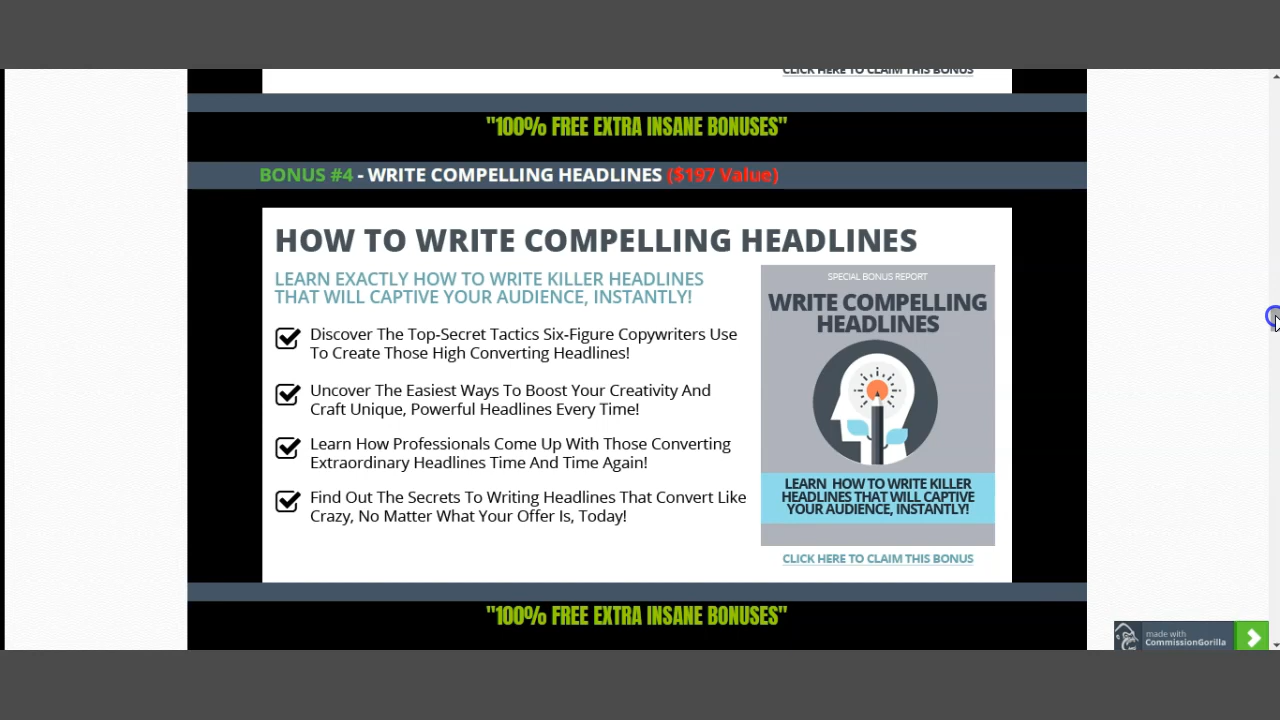 CLICK HERE TO CLAIM THIS BONUS
"100% FREE EXTRA INSANE BONUSES"
BONUS #4 - WRITE COMPELLING HEADLINES ($197 Value)
HOW TO WRITE COMPELLING HEADLINES
LEARN EXACTLY HOW TO WRITE KILLER HEADLINES
THAT WILL CAPTIVE YOUR AUDIENCE, INSTANTLY!
Discover The Top-Secret Tactics Six-Figure Copywriters Use
To Create Those High Converting Headlines!
Uncover The Easiest Ways To Boost Your Creativity And
Craft Unique, Powerful Headlines Every Time!
Learn How Professionals Come Up With Those Converting
Extraordinary Headlines Time And Time Again!
Find Out The Secrets To Writing Headlines That Convert Like
Crazy, No Matter What Your Offer Is, Today!
SPECIAL BONUS REPORT
WRITE COMPELLING
HEADLINES
LEARN HOW TO WRITE KILLER
HEADLINES THAT WILL CAPTIVE
YOUR AUDIENCE, INSTANTLY!
CLICK HERE TO CLAIM THIS BONUS
"100% FREE EXTRA INSANE BONUSES"
made with
CommissionGorilla